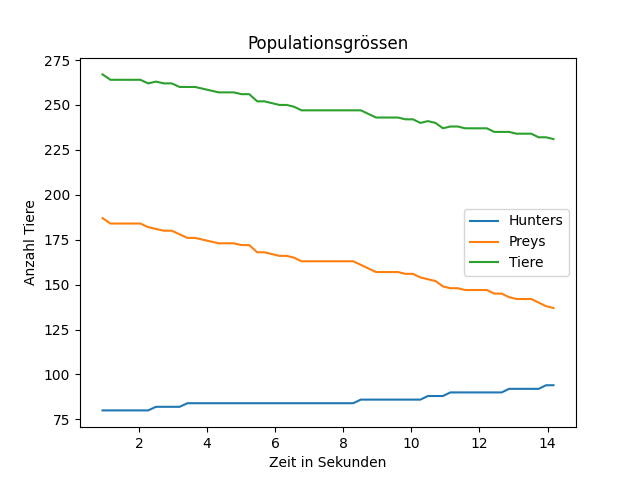 Populationsgrössen
Anzahl Tiere
275
250
225
200
175
150
125
100
75
Hunters
Preys
Tiere
2 4 6 8 10 12 14
Zeit in Sekunden